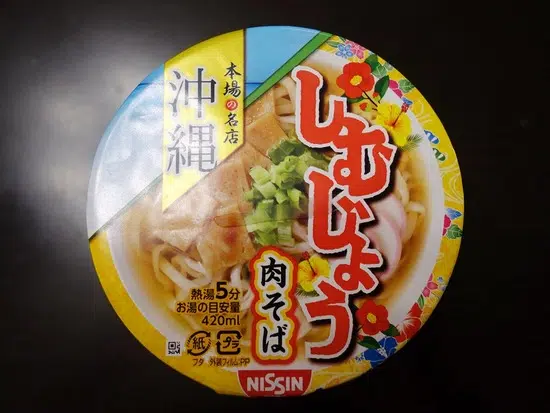 本場の名店
沖縄
しむじょう
肉そば
熱湯5分
お湯の目安量
420ml
紙
プラ
フタ 外装フィルム:PP
NISSIN